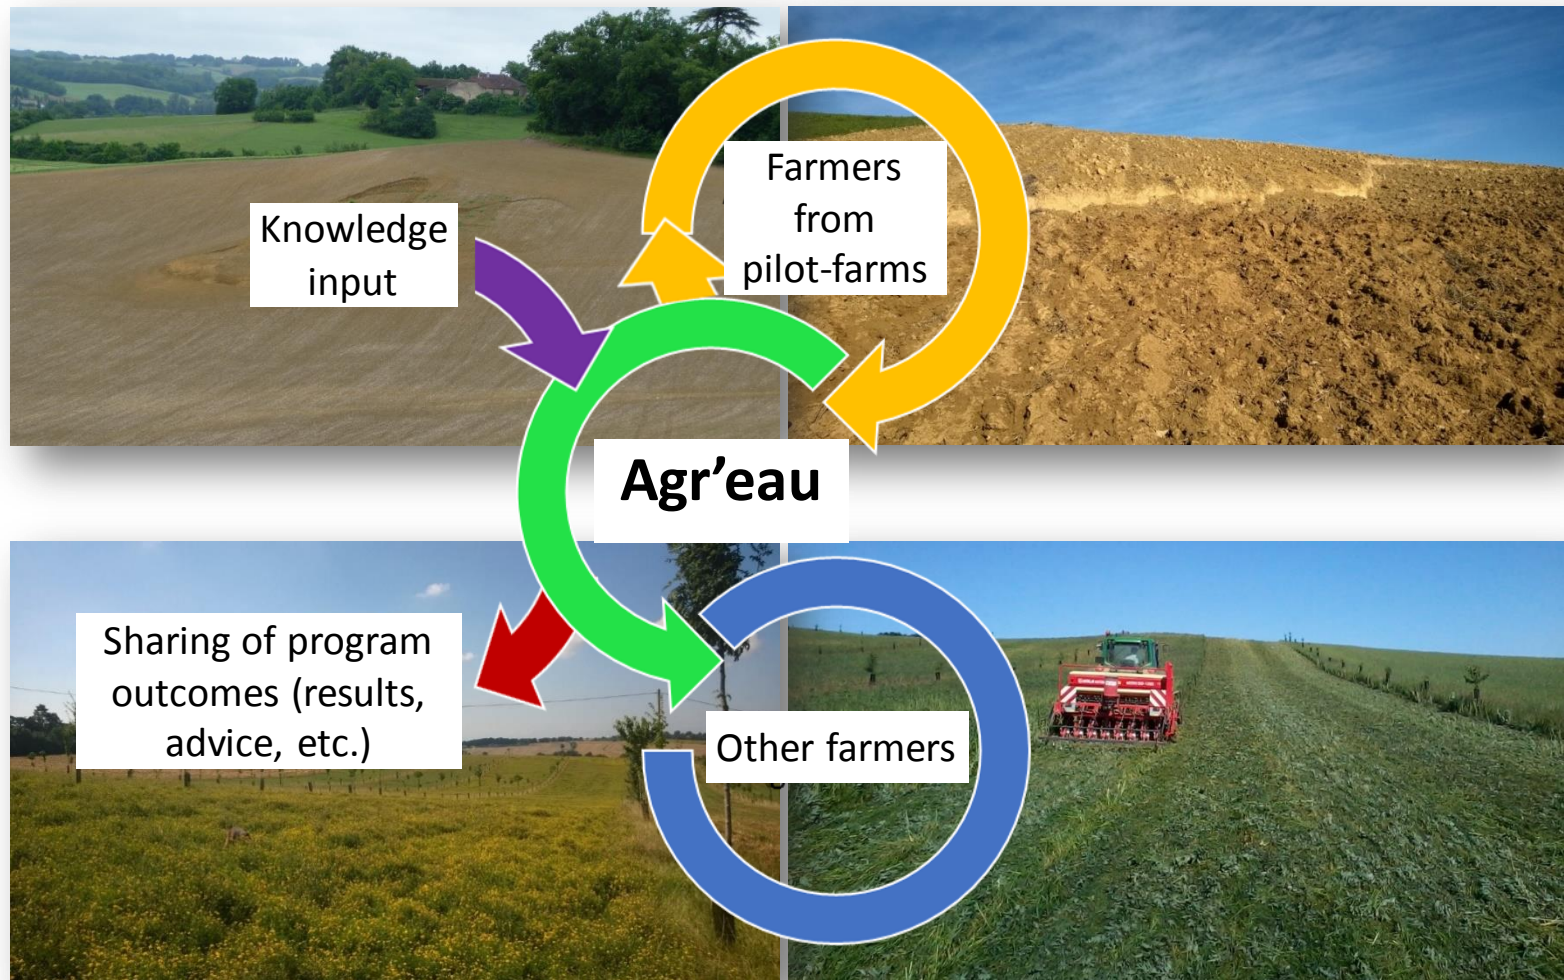 Farmers
from
pilot-farms
Knowledge
input
Agr’eau
Sharing of program
outcomes (results,
advice, etc.)
Other farmers